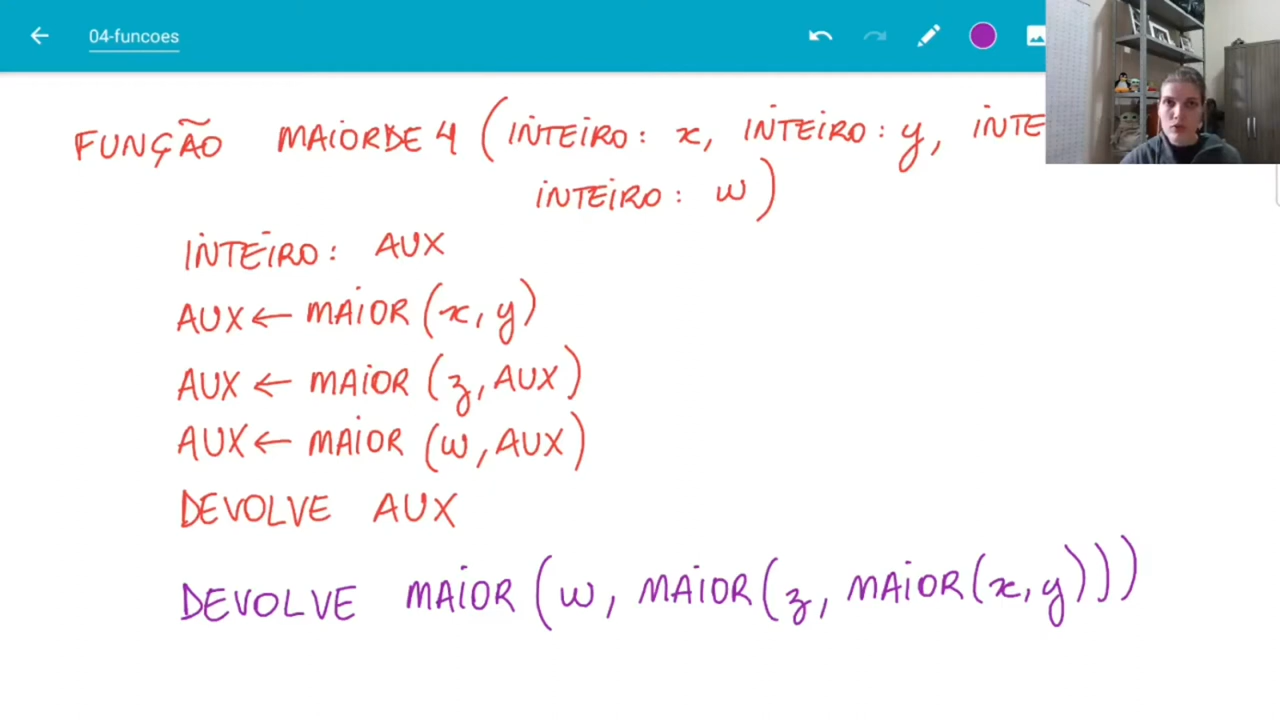 04-funcoes
FUNÇÃO MAIORDE4 (INTEIRO: x, INTEIRO: y,
INTEIRO: w)
INTEIRO: AUX
AUX ← MAIOR (x, y)
AUX ← MAIOR (z, AUX)
AUX ← MAIOR (w, AUX)
DEVOLVE AUX
DEVOLVE MAIOR (w, MAIOR (z, MAIOR (x, y)))